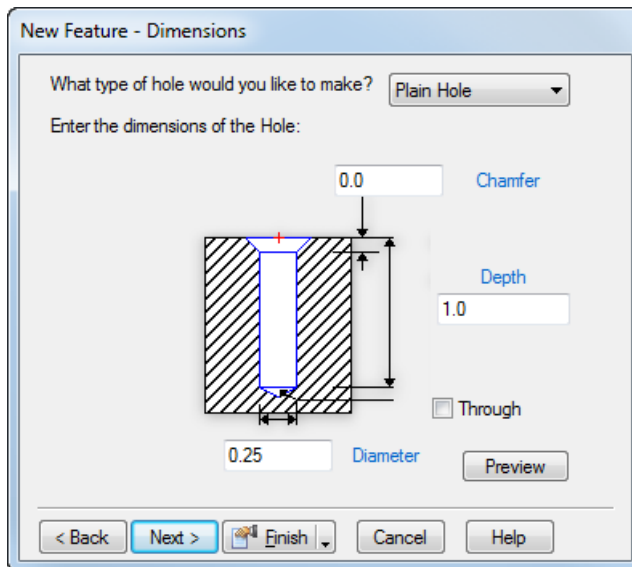 New Feature - Dimensions
What type of hole would you like to make? Plain Hole
Enter the dimensions of the Hole:
0.0 Chamfer
Depth
1.0
Through
0.25 Diameter
Preview
< Back Next > Finish Cancel Help